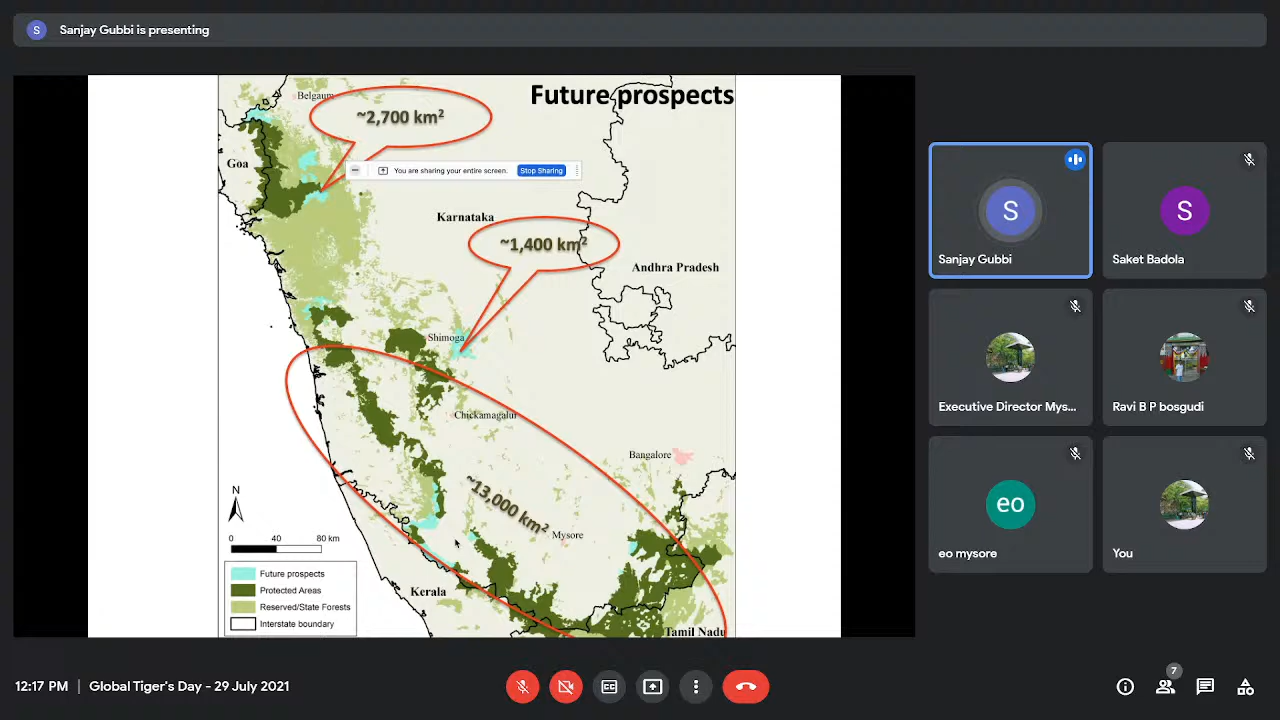 S
Sanjay Gubbi is presenting
Future prospects
Belgaum
~2,700 km²
Goa
You are sharing your entire screen.
Stop Sharing
Karnataka
~1,400 km²
Andhra Pradesh
Shimoga
Chickamagalur
Bangalore
~13,000 km²
Mysore
N
0 40 80 km
Future prospects
Protected Areas
Reserved/State Forests
Interstate boundary
Kerala
Tamil Nadu
S
Sanjay Gubbi
S
Saket Badola
Executive Director Mys...
Ravi B P bosgudi
eo
eo mysore
You
12:17 PM | Global Tiger's Day - 29 July 2021
CC
7